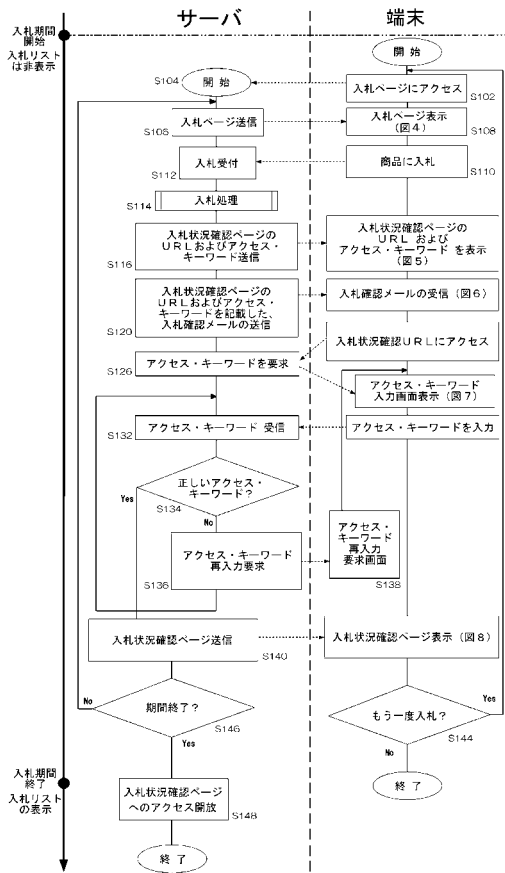 サーバ
端末
入札期間
開始
入札リスト
は非表示
開 始
S104
開 始
入札ページにアクセス
S102
入札ページ送信
S106
入札ページ表示
(図4)
S108
入札受付
S112
商品に入札
S110
S114
入札処理
入札状況確認ページの
URLおよびアクセス・
キーワード送信
S116
入札状況確認ページの
URL および
アクセス・キーワード を表示
(図5)
入札状況確認ページの
URLおよびアクセス・
キーワードを記載した、
入札確認メールの送信
S120
入札確認メールの受信 (図6)
入札状況確認URLにアクセス
アクセス・キーワードを要求
S126
アクセス・キーワード
入力画面表示 (図7)
アクセス・キーワード 受信
S132
アクセス・キーワードを入力
正しいアクセス・
キーワード?
S134
Yes
No
アクセス・キーワード
再入力要求
S136
アクセス・
キーワード
再入力
要求画面
S138
入札状況確認ページ送信
S140
入札状況確認ページ表示 (図8)
No
期間終了?
S146
Yes
Yes
もう一度入札?
S144
No
終 了
入札期間
終了
入札リスト
の表示
入札状況確認ページ
へのアクセス開放
S148
終 了